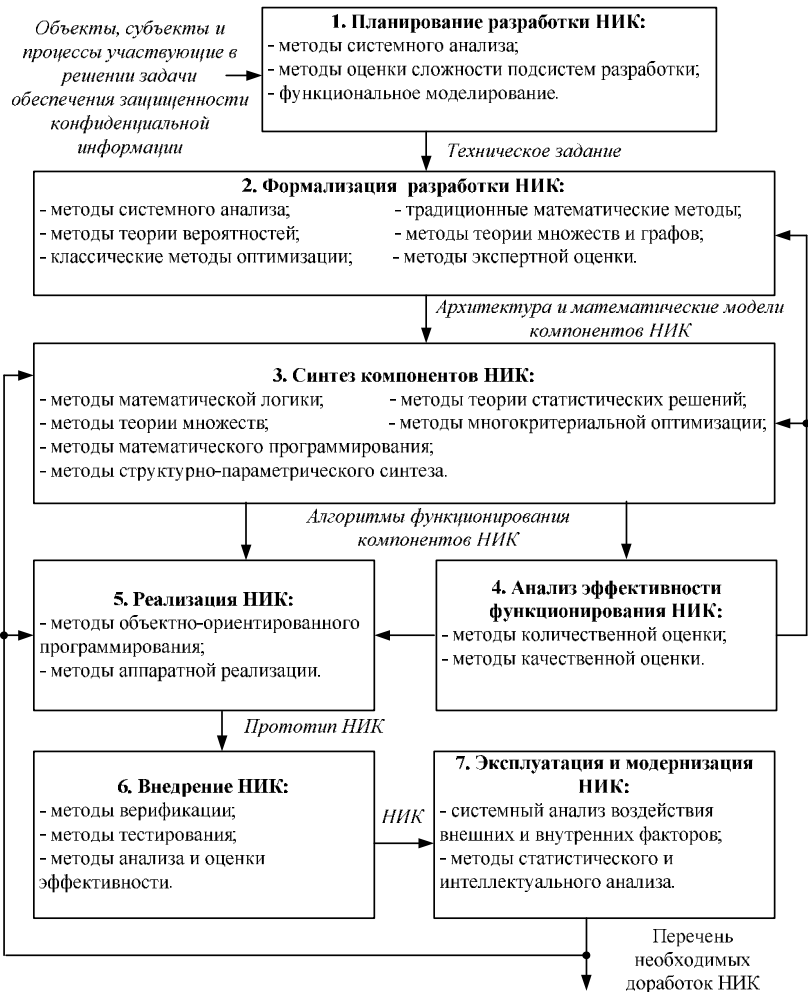 Объекты, субъекты и
процессы участвующие в
решении задачи
обеспечения защищенности
конфиденциальной
информации
1. Планирование разработки НИК:
- методы системного анализа;
- методы оценки сложности подсистем разработки;
- функциональное моделирование.
Техническое задание
2. Формализация разработки НИК:
- методы системного анализа;
- методы теории вероятностей;
- классические методы оптимизации;
- традиционные математические методы;
- методы теории множеств и графов;
- методы экспертной оценки.
Архитектура и математические модели
компонентов НИК
3. Синтез компонентов НИК:
- методы математической логики;
- методы теории множеств;
- методы математического программирования;
- методы структурно-параметрического синтеза.
- методы теории статистических решений;
- методы многокритериальной оптимизации;
Алгоритмы функционирования
компонентов НИК
5. Реализация НИК:
- методы объектно-ориентированного
программирования;
- методы аппаратной реализации.
4. Анализ эффективности
функционирования НИК:
- методы количественной оценки;
- методы качественной оценки.
Прототип НИК
6. Внедрение НИК:
- методы верификации;
- методы тестирования;
- методы анализа и оценки
эффективности.
НИК
7. Эксплуатация и модернизация
НИК:
- системный анализ воздействия
внешних и внутренних факторов;
- методы статистического и
интеллектуального анализа.
Перечень
необходимых
доработок НИК